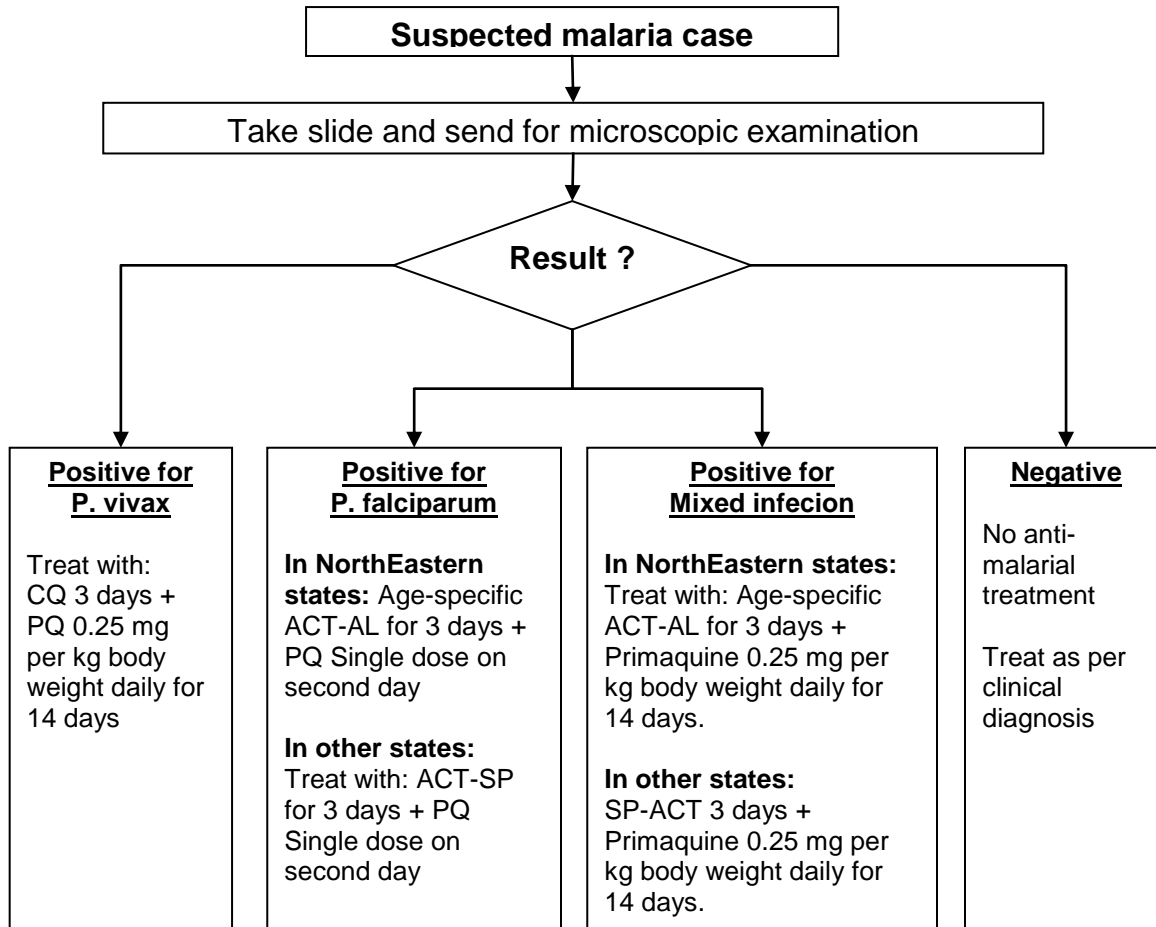 Suspected malaria case
Take slide and send for microscopic examination
Result ?
Positive for
P. vivax
Treat with:
CQ 3 days +
PQ 0.25 mg
per kg body
weight daily for
14 days
Positive for
P. falciparum
In NorthEastern
states: Age-specific
ACT-AL for 3 days +
PQ Single dose on
second day
In other states:
Treat with: ACT-SP
for 3 days + PQ
Single dose on
second day
Positive for
Mixed infecion
In NorthEastern states:
Treat with: Age-specific
ACT-AL for 3 days +
Primaquine 0.25 mg per
kg body weight daily for
14 days.
In other states:
SP-ACT 3 days +
Primaquine 0.25 mg per
kg body weight daily for
14 days.
Negative
No anti-
malarial
treatment
Treat as per
clinical
diagnosis